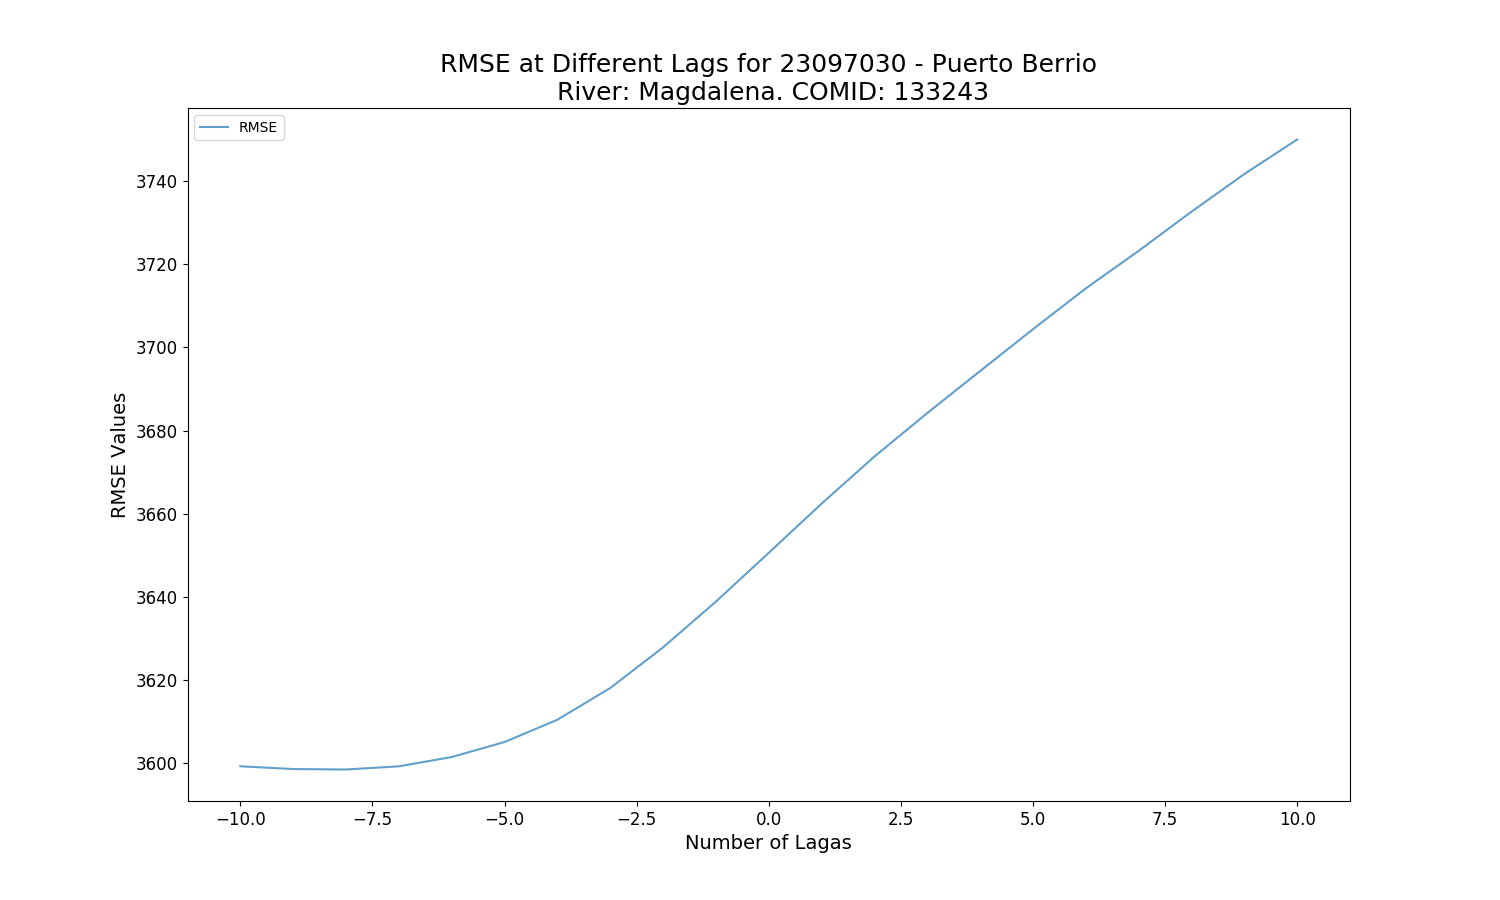 RMSE at Different Lags for 23097030 - Puerto Berrio
River: Magdalena. COMID: 133243
RMSE
3740
3720
3700
3680
3660
3640
3620
3600
RMSE Values
−10.0 −7.5 −5.0 −2.5 0.0 2.5 5.0 7.5 10.0
Number of Lagas